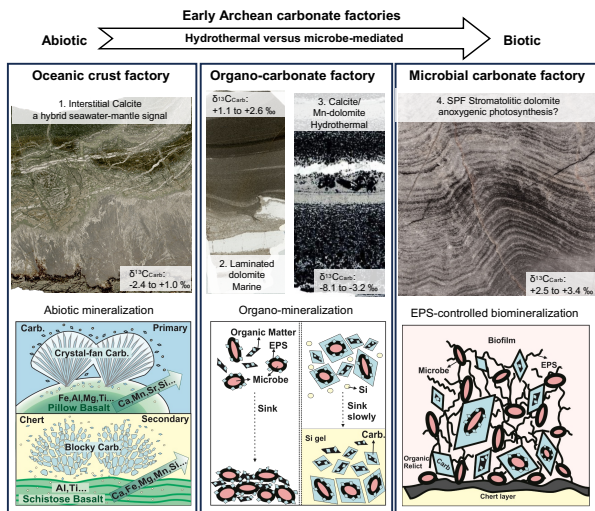 Early Archean carbonate factories
Abiotic
Hydrothermal versus microbe-mediated
Biotic
Oceanic crust factory
1. Interstitial Calcite
a hybrid seawater-mantle signal
δ¹³CCarb:
-2.4 to +1.0 ‰
Abiotic mineralization
Carb.
Primary
Crystal-fan Carb.
Fe,Al,Mg,Ti...
Pillow Basalt
Ca,Mn,Sr,Si...
Chert
Secondary
Blocky Carb.
Al,Ti...
Schistose Basalt
Ca,Fe,Mg,Mn,Si...
Organo-carbonate factory
δ¹³CCarb:
+1.1 to +2.6 ‰
2. Laminated
dolomite
Marine
3. Calcite/
Mn-dolomite
Hydrothermal
δ¹³CCarb:
-8.1 to -3.2 ‰
Organo-mineralization
Organic Matter
EPS
Microbe
Sink
Si
Sink
slowly
Si gel
Carb.
Microbial carbonate factory
4. SPF Stromatolitic dolomite
anoxygenic photosynthesis?
δ¹³CCarb:
+2.5 to +3.4 ‰
EPS-controlled biomineralization
Biofilm
Microbe
EPS
Organic
Relict
Carb.
Chert layer